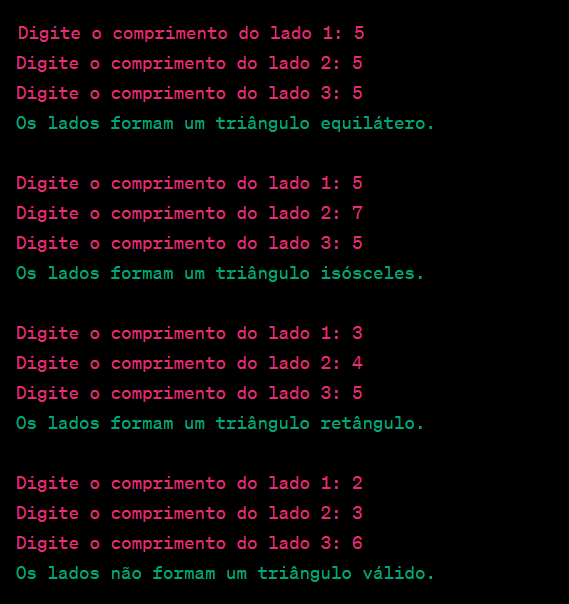 Digite o comprimento do lado 1: 5
Digite o comprimento do lado 2: 5
Digite o comprimento do lado 3: 5
Os lados formam um triângulo equilátero.
Digite o comprimento do lado 1: 5
Digite o comprimento do lado 2: 7
Digite o comprimento do lado 3: 5
Os lados formam um triângulo isósceles.
Digite o comprimento do lado 1: 3
Digite o comprimento do lado 2: 4
Digite o comprimento do lado 3: 5
Os lados formam um triângulo retângulo.
Digite o comprimento do lado 1: 2
Digite o comprimento do lado 2: 3
Digite o comprimento do lado 3: 6
Os lados não formam um triângulo válido.